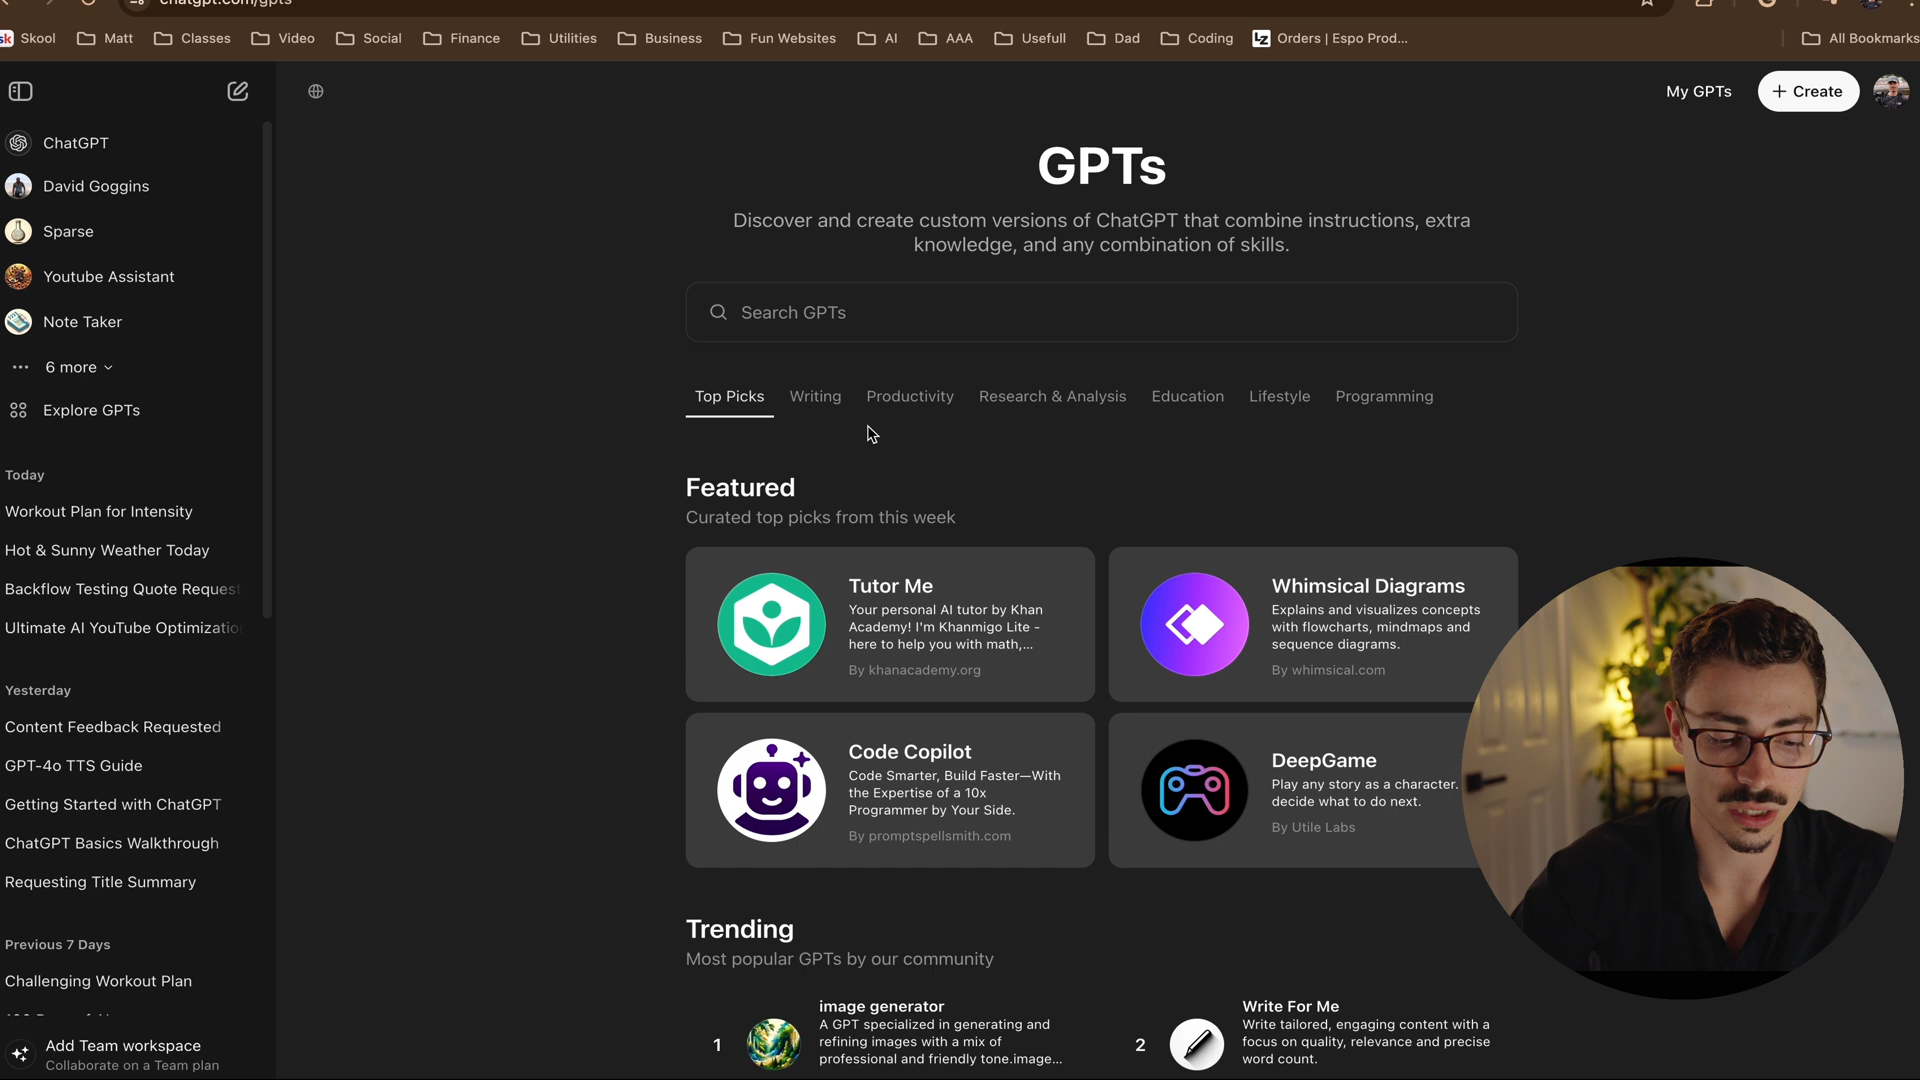 chatgpt.com/gpts
Skool
Matt
Classes
Video
Social
Finance
Utilities
Business
Fun Websites
AI
AAA
Usefull
Dad
Coding
LZ
Orders | Espo Prod...
All Bookmarks
My GPTs
+ Create
ChatGPT
David Goggins
Sparse
Youtube Assistant
Note Taker
6 more
Explore GPTs
Today
Workout Plan for Intensity
Hot & Sunny Weather Today
Backflow Testing Quote Request
Ultimate AI YouTube Optimizatio
Yesterday
Content Feedback Requested
GPT-4o TTS Guide
Getting Started with ChatGPT
ChatGPT Basics Walkthrough
Requesting Title Summary
Previous 7 Days
Challenging Workout Plan
Add Team workspace
Collaborate on a Team plan
GPTs
Discover and create custom versions of ChatGPT that combine instructions, extra
knowledge, and any combination of skills.
Search GPTs
Top Picks
Writing
Productivity
Research & Analysis
Education
Lifestyle
Programming
Featured
Curated top picks from this week
Tutor Me
Your personal AI tutor by Khan
Academy! I'm Khanmigo Lite -
here to help you with math,...
By khanacademy.org
Whimsical Diagrams
Explains and visualizes concepts
with flowcharts, mindmaps and
sequence diagrams.
By whimsical.com
Code Copilot
Code Smarter, Build Faster—With
the Expertise of a 10x
Programmer by Your Side.
By promptspellsmith.com
DeepGame
Play any story as a character.
decide what to do next.
By Utile Labs
Trending
Most popular GPTs by our community
1
image generator
A GPT specialized in generating and
refining images with a mix of
professional and friendly tone.image...
2
Write For Me
Write tailored, engaging content with a
focus on quality, relevance and precise
word count.